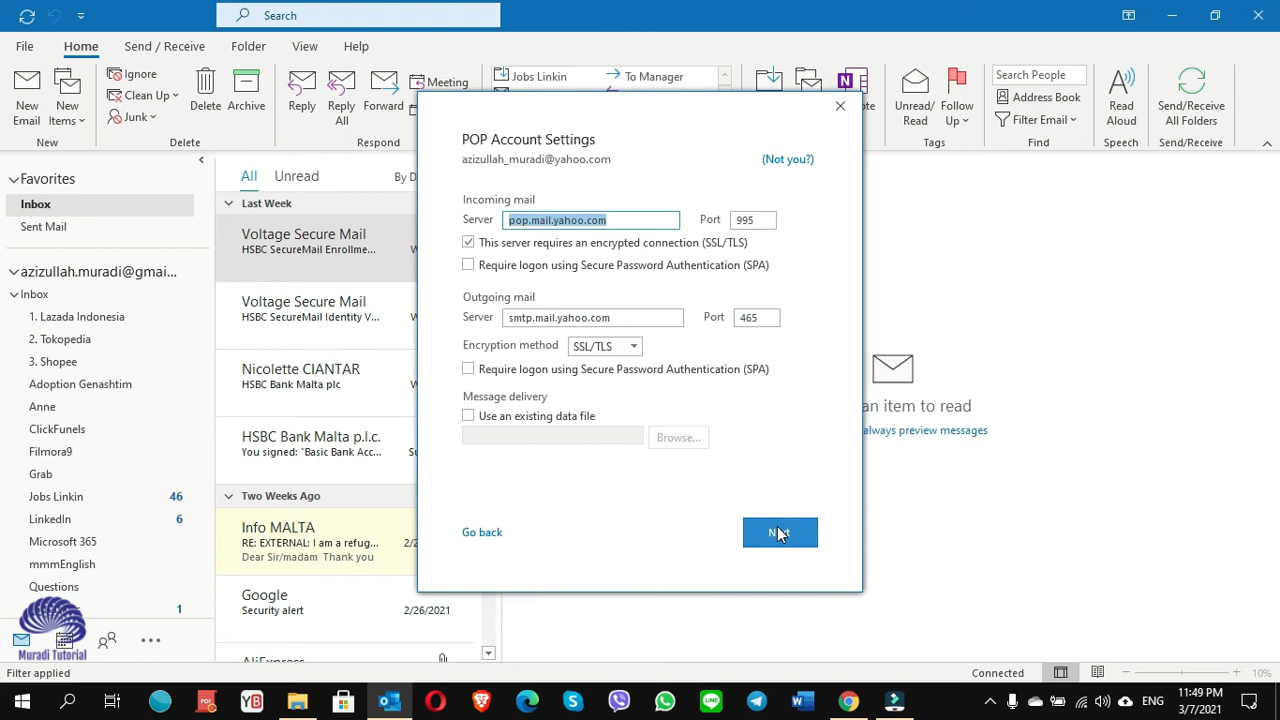 Search
File Home Send / Receive Folder View Help
New Email
New Items
Ignore
Clean Up
Junk
Delete
Archive
Reply
Reply All
Forward
Meeting
Jobs Linkin
To Manager
Unread/ Read
Follow Up
Search People
Address Book
Filter Email
Read Aloud
Send/Receive All Folders
New Delete Respond Tags Find Speech Send/Receive
Favorites
Inbox
Sent Mail
azizullah.muradi@gmai...
Inbox
1. Lazada Indonesia
2. Tokopedia
3. Shopee
Adoption Genashtim
Anne
ClickFunels
Filmora9
Grab
Jobs Linkin 46
LinkedIn 6
Microsoft 365
mmmEnglish
Questions
1
Muradi Tutorial
All Unread By D
Last Week
Voltage Secure Mail
HSBC SecureMail Enrollme...
Voltage Secure Mail
HSBC SecureMail Identity V...
Nicolette CIANTAR
HSBC Bank Malta plc
HSBC Bank Malta p.l.c.
You signed: "Basic Bank Acc...
Two Weeks Ago
Info MALTA
RE: EXTERNAL: I am a refug...
Dear Sir/madam Thank you
Google
Security alert 2/26/2021
AliExpress
POP Account Settings
azizullah_muradi@yahoo.com (Not you?)
Incoming mail
Server pop.mail.yahoo.com Port 995
This server requires an encrypted connection (SSL/TLS)
Require logon using Secure Password Authentication (SPA)
Outgoing mail
Server smtp.mail.yahoo.com Port 465
Encryption method SSL/TLS
Require logon using Secure Password Authentication (SPA)
Message delivery
Use an existing data file
Browse...
Go back Next
an item to read
always preview messages
Filter applied Connected 10%
ENG 11:49 PM
3/7/2021